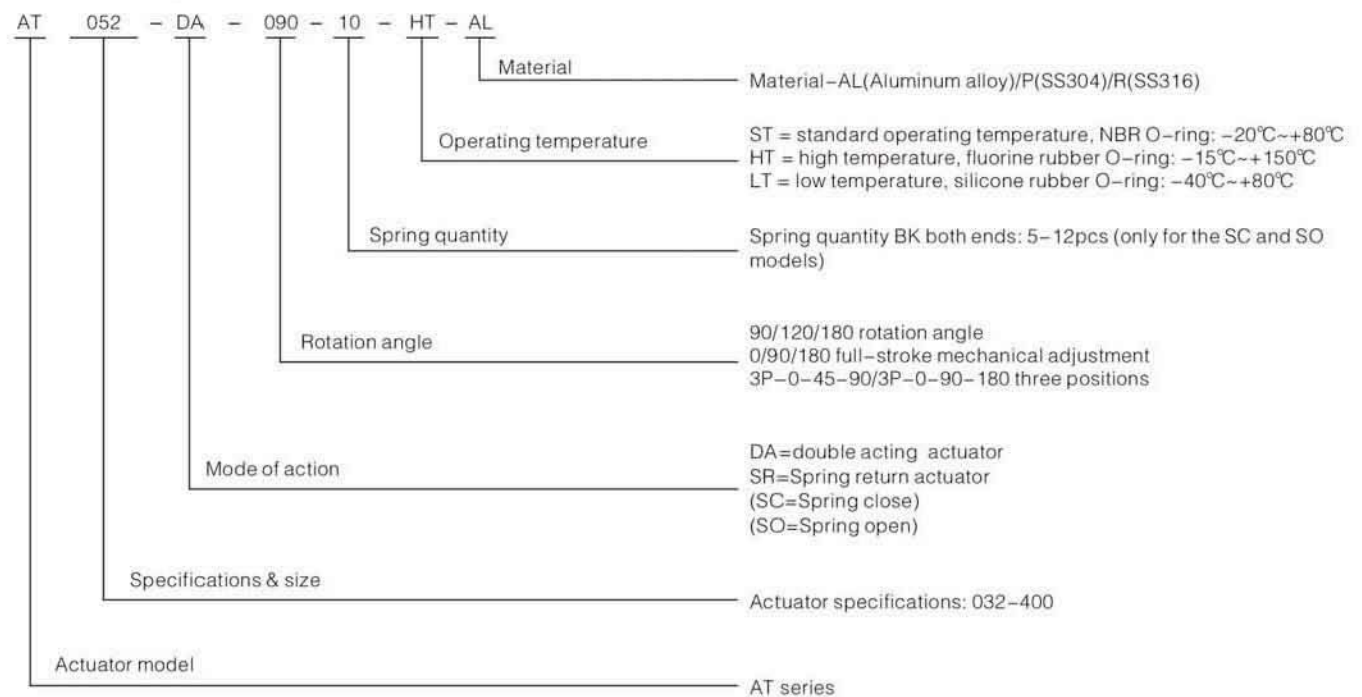 AT 052 – DA – 090 – 10 – HT – AL
Material
Material–AL(Aluminum alloy)/P(SS304)/R(SS316)
Operating temperature
ST = standard operating temperature, NBR O–ring: –20℃~+80℃
HT = high temperature, fluorine rubber O–ring: –15℃~+150℃
LT = low temperature, silicone rubber O–ring: –40℃~+80℃
Spring quantity
Spring quantity BK both ends: 5–12pcs (only for the SC and SO
models)
Rotation angle
90/120/180 rotation angle
0/90/180 full–stroke mechanical adjustment
3P–0–45–90/3P–0–90–180 three positions
Mode of action
DA=double acting actuator
SR=Spring return actuator
(SC=Spring close)
(SO=Spring open)
Specifications & size
Actuator specifications: 032–400
Actuator model
AT series